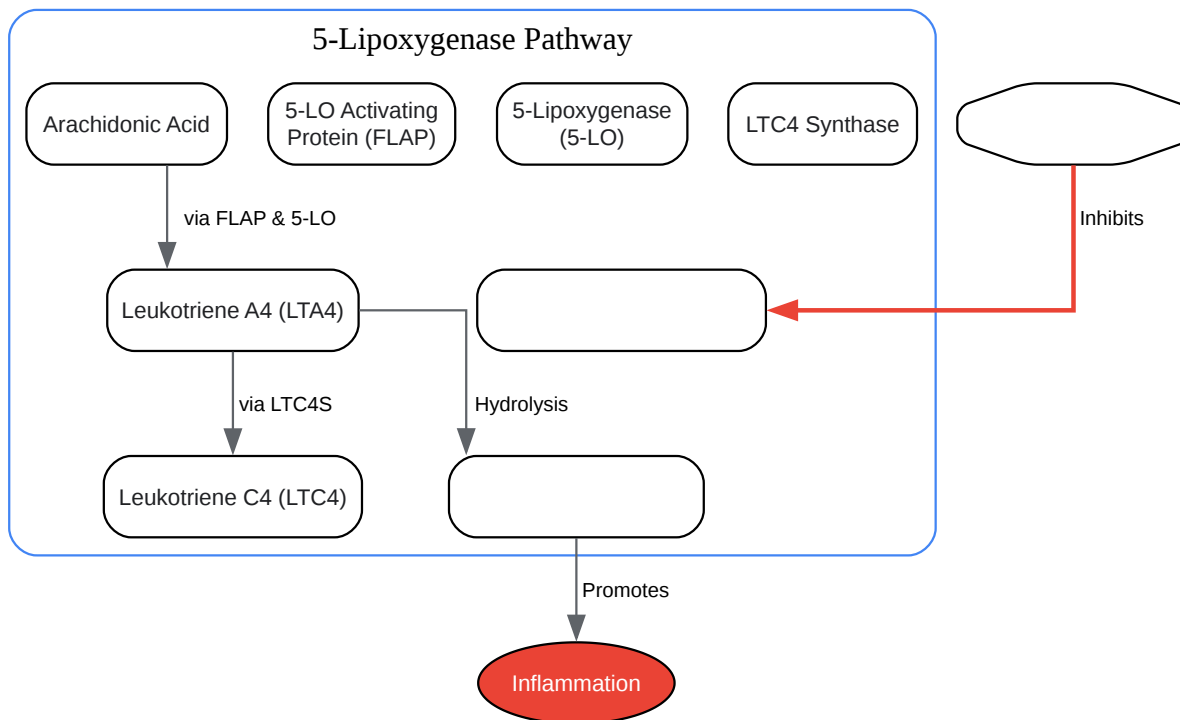 5-Lipoxygenase Pathway
Arachidonic Acid
5-LO Activating
Protein (FLAP)
5-Lipoxygenase
(5-LO)
LTC4 Synthase
via FLAP & 5-LO
Inhibits
Leukotriene A4 (LTA4)
via LTC4S
Hydrolysis
Leukotriene C4 (LTC4)
Promotes
Inflammation